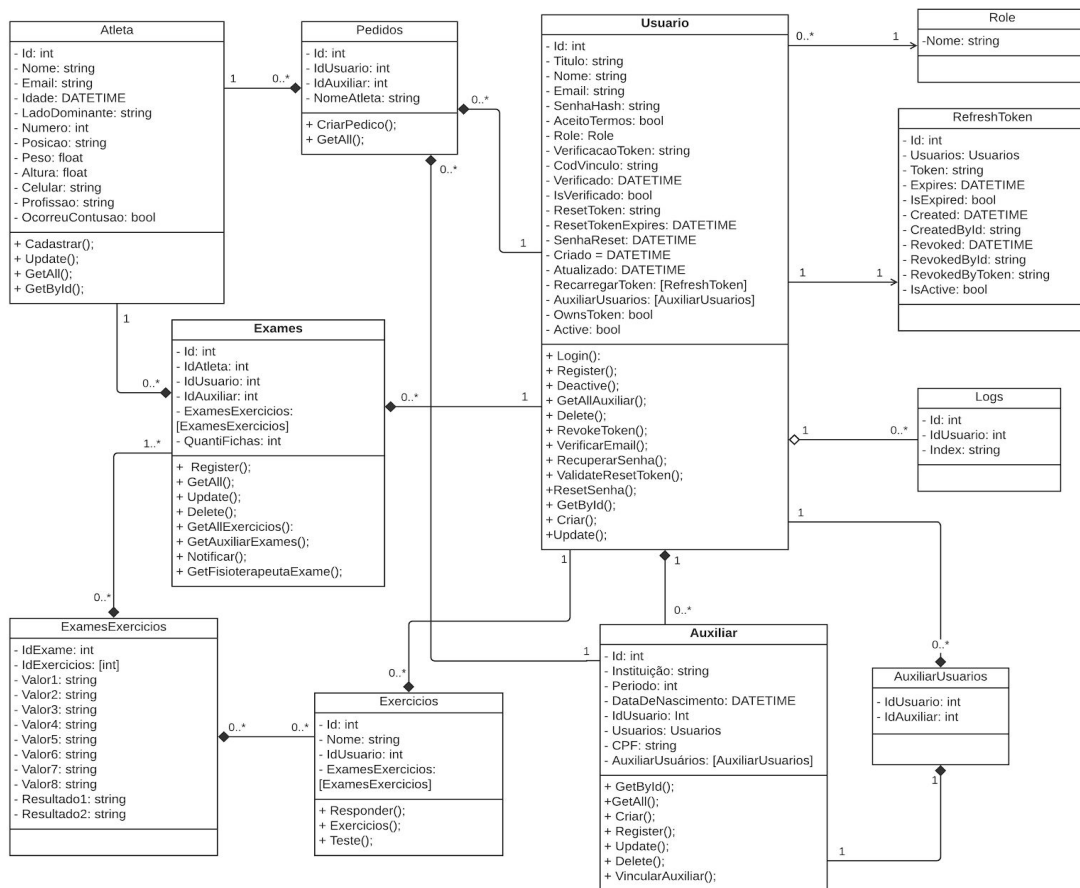 Atleta
- Id: int
- Nome: string
- Email: string
- Idade: DATETIME
- LadoDominante: string
- Numero: int
- Posicao: string
- Peso: float
- Altura: float
- Celular: string
- Profissao: string
- OcorreuContusao: bool
+ Cadastrar();
+ Update();
+ GetAll();
+ GetById();
1
0..*
Pedidos
- Id: int
- IdUsuario: int
- IdAuxiliar: int
- NomeAtleta: string
+ CriarPedico();
+ GetAll();
0..*
0..*
1
Usuario
- Id: int
- Titulo: string
- Nome: string
- Email: string
- SenhaHash: string
- AceitoTermos: bool
- Role: Role
- VerificacaoToken: string
- CodVinculo: string
- Verificado: DATETIME
- IsVerificado: bool
- ResetToken: string
- ResetTokenExpires: DATETIME
- SenhaReset: DATETIME
- Criado = DATETIME
- Atualizado: DATETIME
- RecarregarToken: [RefreshToken]
- AuxiliarUsuarios: [AuxiliarUsuarios]
- OwnsToken: bool
- Active: bool
+ Login():
+ Register();
+ Deactive();
+ GetAllAuxiliar();
+ Delete();
+ RevokeToken();
+ VerificarEmail();
+ RecuperarSenha();
+ ValidateResetToken();
+ResetSenha();
+ GetById();
+ Criar();
+Update();
0..*
1
Role
-Nome: string
RefreshToken
- Id: int
- Usuarios: Usuarios
- Token: string
- Expires: DATETIME
- IsExpired: bool
- Created: DATETIME
- CreatedById: string
- Revoked: DATETIME
- RevokedById: string
- RevokedByToken: string
- IsActive: bool
1
1
1
0..*
Exames
- Id: int
- IdAtleta: int
- IdUsuario: int
- IdAuxiliar: int
- ExamesExercicios:
[ExamesExercicios]
- QuantiFichas: int
+  Register();
+ GetAll();
+ Update();
+ Delete();
+ GetAllExercicios():
+ GetAuxiliarExames();
+ Notificar();
+ GetFisioterapeutaExame();
0..*
1
1..*
0..*
Logs
- Id: int
- IdUsuario: int
- Index: string
1
0..*
1
0..*
1
1
0..*
ExamesExercicios
- IdExame: int
- IdExercicios: [int]
- Valor1: string
- Valor2: string
- Valor3: string
- Valor4: string
- Valor5: string
- Valor6: string
- Valor7: string
- Valor8: string
- Resultado1: string
- Resultado2: string
0..*
0..*
0..*
Exercicios
- Id: int
- Nome: string
- IdUsuario: int
- ExamesExercicios:
[ExamesExercicios]
+ Responder();
+ Exercicios();
+ Teste();
1
Auxiliar
- Id: int
- Instituição: string
- Periodo: int
- DataDeNascimento: DATETIME
- IdUsuario: Int
- Usuarios: Usuarios
- CPF: string
- AuxiliarUsuários: [AuxiliarUsuarios]
+ GetById();
+GetAll();
+ Criar();
+ Register();
+ Update();
+ Delete();
+ VincularAuxiliar();
AuxiliarUsuarios
- IdUsuario: int
- IdAuxiliar: int
1
1